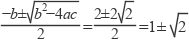 −b±√b²−4ac / 2 = 2±2√2 / 2 = 1±√2